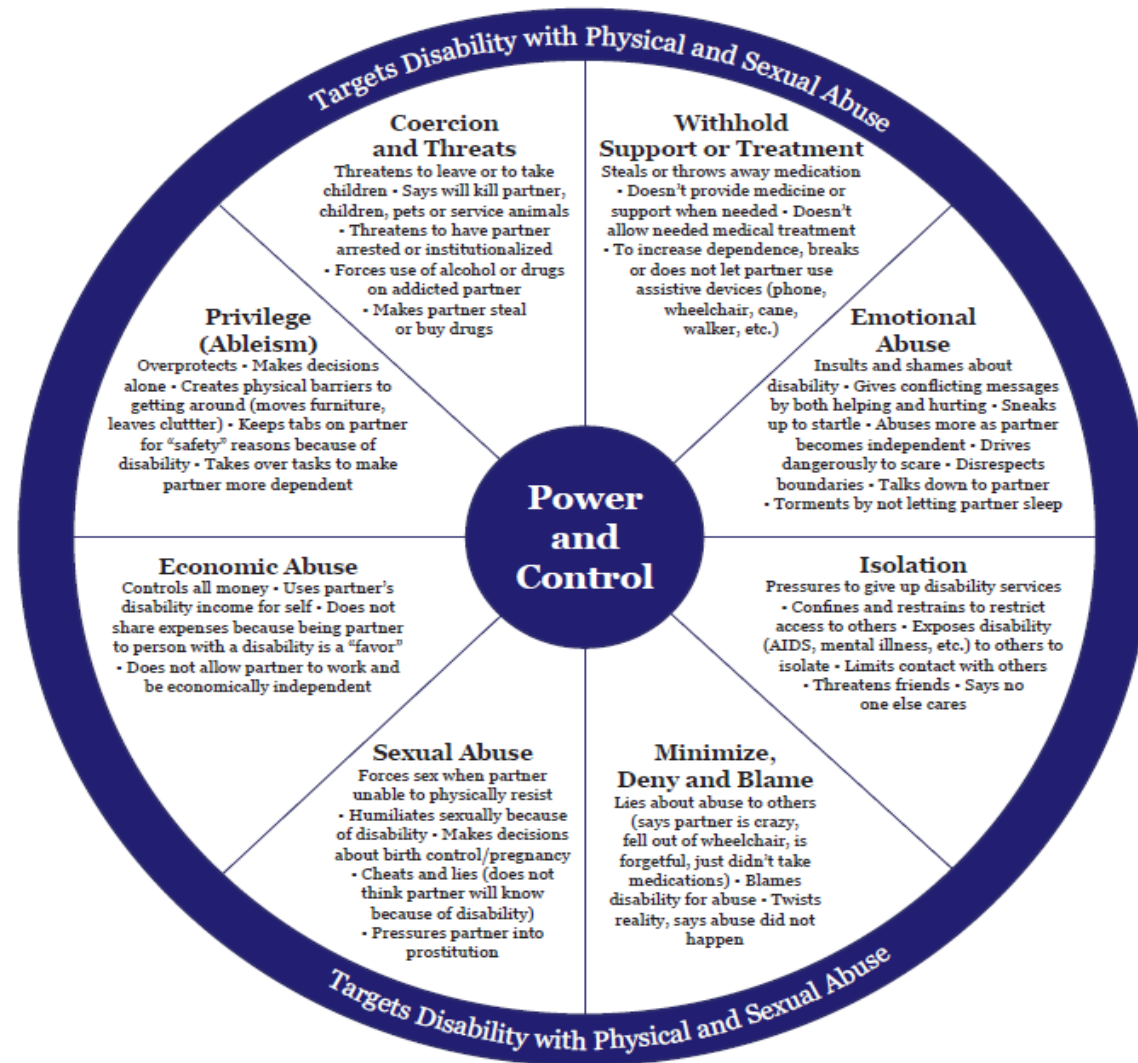 Targets Disability with Physical and Sexual Abuse
Coercion
and Threats
Threatens to leave or to take
children • Says will kill partner,
children, pets or service animals
• Threatens to have partner
arrested or institutionalized
• Forces use of alcohol or drugs
on addicted partner
• Makes partner steal
or buy drugs
Withhold
Support or Treatment
Steals or throws away medication
• Doesn't provide medicine or
support when needed • Doesn't
allow needed medical treatment
• To increase dependence, breaks
or does not let partner use
assistive devices (phone,
wheelchair, cane,
walker, etc.)
Privilege
(Ableism)
Overprotects • Makes decisions
alone • Creates physical barriers to
getting around (moves furniture,
leaves cluttter) • Keeps tabs on partner
for “safety” reasons because of
disability • Takes over tasks to make
partner more dependent
Emotional
Abuse
Insults and shames about
disability • Gives conflicting messages
by both helping and hurting • Sneaks
up to startle • Abuses more as partner
becomes independent • Drives
dangerously to scare • Disrespects
boundaries • Talks down to partner
• Torments by not letting partner sleep
Power
and
Control
Economic Abuse
Controls all money • Uses partner's
disability income for self • Does not
share expenses because being partner
to person with a disability is a “favor”
• Does not allow partner to work and
be economically independent
Isolation
Pressures to give up disability services
• Confines and restrains to restrict
access to others • Exposes disability
(AIDS, mental illness, etc.) to others to
isolate • Limits contact with others
• Threatens friends • Says no
one else cares
Sexual Abuse
Forces sex when partner
unable to physically resist
• Humiliates sexually because
of disability • Makes decisions
about birth control/pregnancy
• Cheats and lies (does not
think partner will know
because of disability)
• Pressures partner into
prostitution
Minimize,
Deny and Blame
Lies about abuse to others
(says partner is crazy,
fell out of wheelchair, is
forgetful, just didn't take
medications) • Blames
disability for abuse • Twists
reality, says abuse did not
happen
Targets Disability with Physical and Sexual Abuse